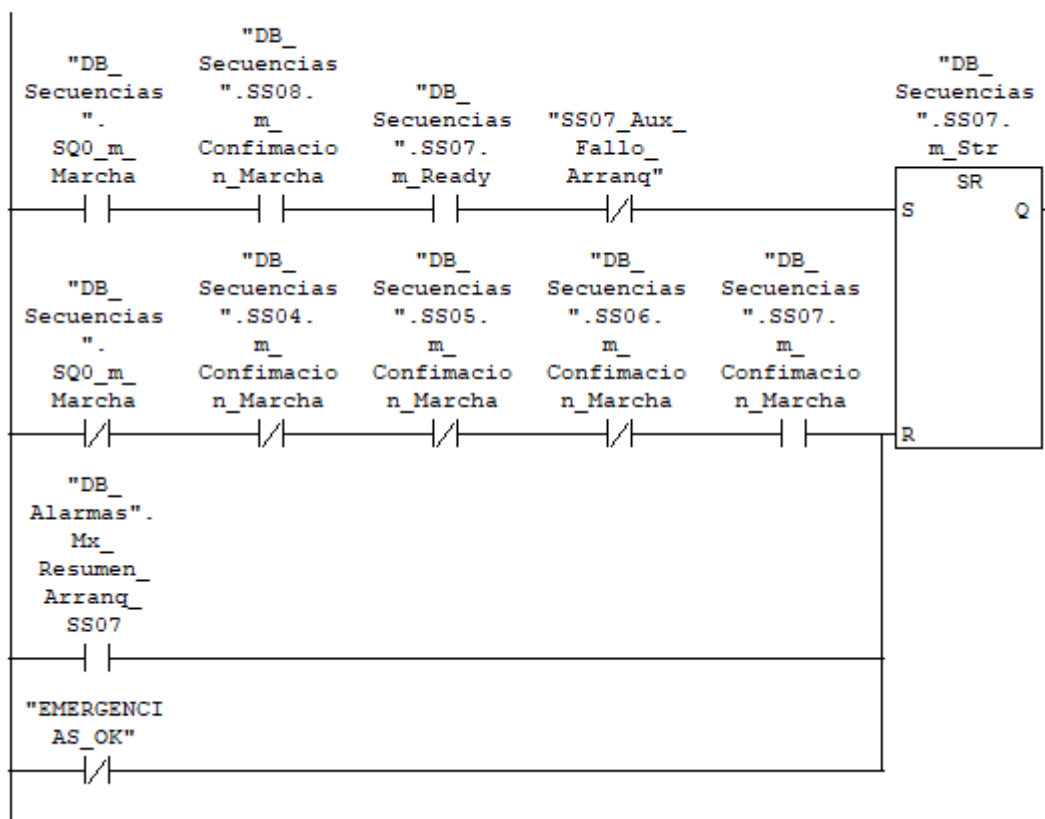 "DB_
"DB_ Secuencias "DB_
Secuencias ".SS08. "DB_ Secuencias
". m_ Secuencias "SS07_Aux_ ".SS07.
SQ0_m_ Confimacio ".SS07. Fallo_ m_Str
Marcha n_Marcha m_Ready Arranq" SR
S Q
"DB_ "DB_ "DB_ "DB_
"DB_ Secuencias Secuencias Secuencias Secuencias
Secuencias ".SS04. ".SS05. ".SS06. ".SS07.
". m_ m_ m_ m_
SQ0_m_ Confimacio Confimacio Confimacio Confimacio
Marcha n_Marcha n_Marcha n_Marcha n_Marcha
R
"DB_
Alarmas".
Mx_
Resumen_
Arranq_
SS07
"EMERGENCI
AS_OK"